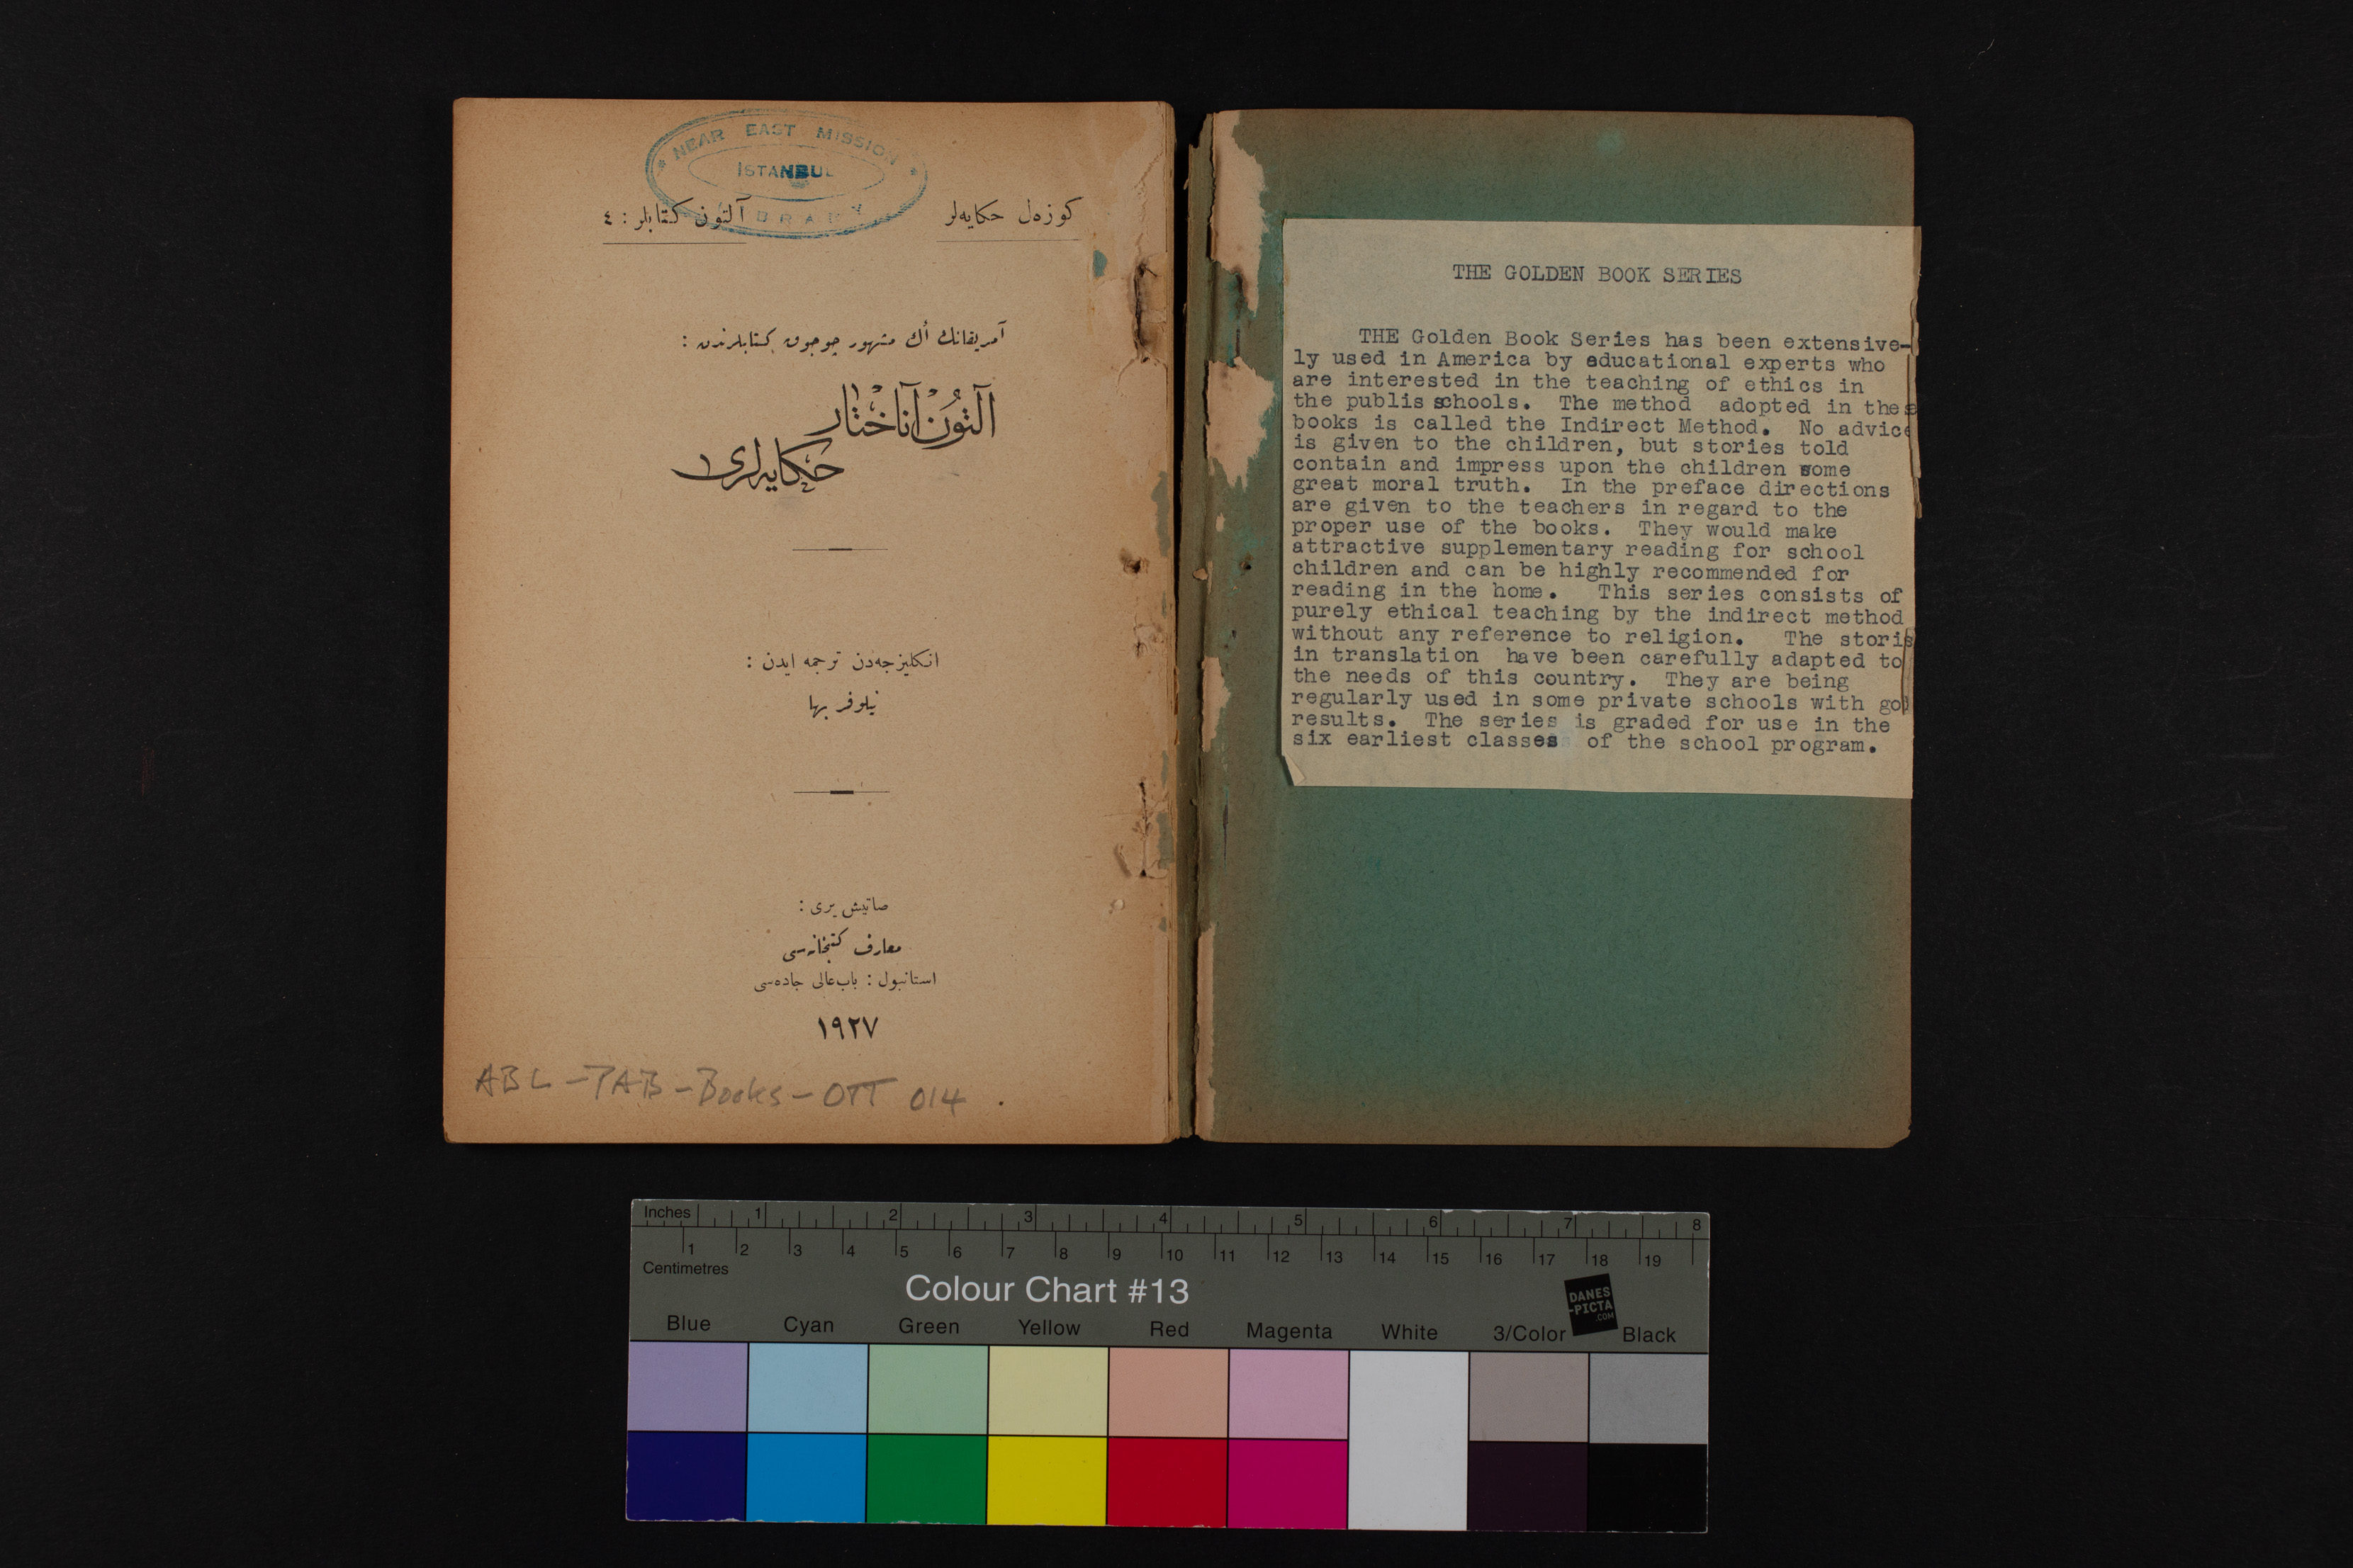 NEAR EAST MISSION
ISTANBUL
LIBRARY
كوزەل حكايەلر
آلتون كتابلر : ٤
آمريقانك أك مشهور چوجوق كتابلرندن :
آلتون آناختار
حكايەلرى
انكليزجەدن ترجمە ايدن :
نيلوفر بها
صاتيش يرى :
معارف كتبخانەسى
استانبول : باب عالى جادەسى
١٩٢٧
ABL - PAB - Books - OTT 014 .
THE GOLDEN BOOK SERIES
THE Golden Book Series has been extensive-
ly used in America by educational experts who
are interested in the teaching of ethics in
the publis schools. The method adopted in these
books is called the Indirect Method. No advice
is given to the children, but stories told
contain and impress upon the children some
great moral truth. In the preface directions
are given to the teachers in regard to the
proper use of the books. They would make
attractive supplementary reading for school
children and can be highly recommended for
reading in the home. This series consists of
purely ethical teaching by the indirect method
without any reference to religion. The storis
in translation have been carefully adapted to
the needs of this country. They are being
regularly used in some private schools with go
results. The series is graded for use in the
six earliest classes of the school program.
Inches 1 2 3 4 5 6 7 8
1 2 3 4 5 6 7 8 9 10 11 12 13 14 15 16 17 18 19
Centimetres
Colour Chart #13
DANES
-PICTA
.COM
Blue Cyan Green Yellow Red Magenta White 3/Color Black